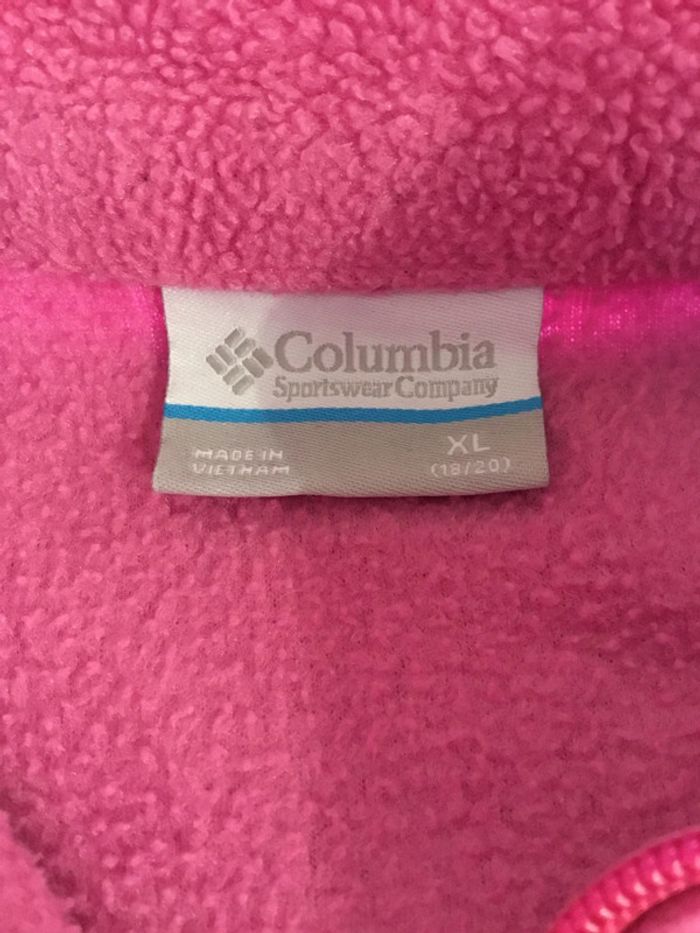 Columbia
Sportswear Company
MADE IN
VIETNAM
XL
(18/20)